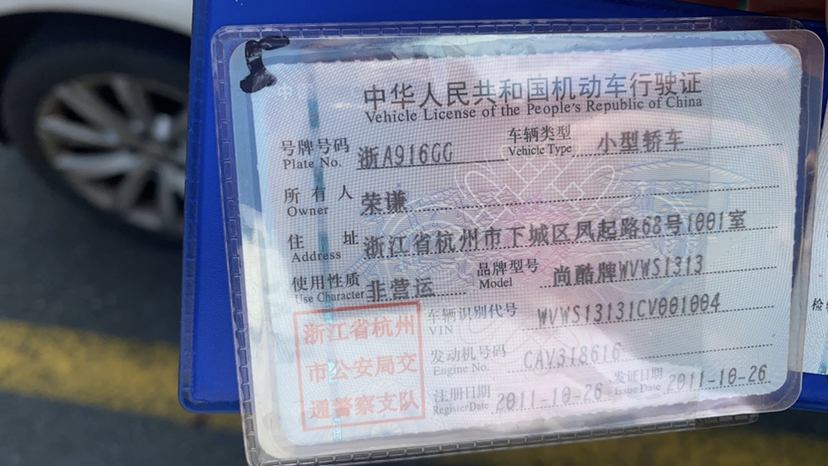 中华人民共和国机动车行驶证
Vehicle License of the People's Republic of China
号牌号码 浙A916GG 车辆类型 小型轿车
Plate No. Vehicle Type
所有人 荣谦
Owner
住址 浙江省杭州市下城区凤起路68号1001室
Address
使用性质 非营运 品牌型号 尚酷牌WVWS1313
Use Character Model
浙江省杭州
市公安局交
通警察支队
车辆识别代号 WVWS13131CV001004
VIN
发动机号码 CAV318616
Engine No.
注册日期 2011-10-26 发证日期 2011-10-26
Register Date Issue Date